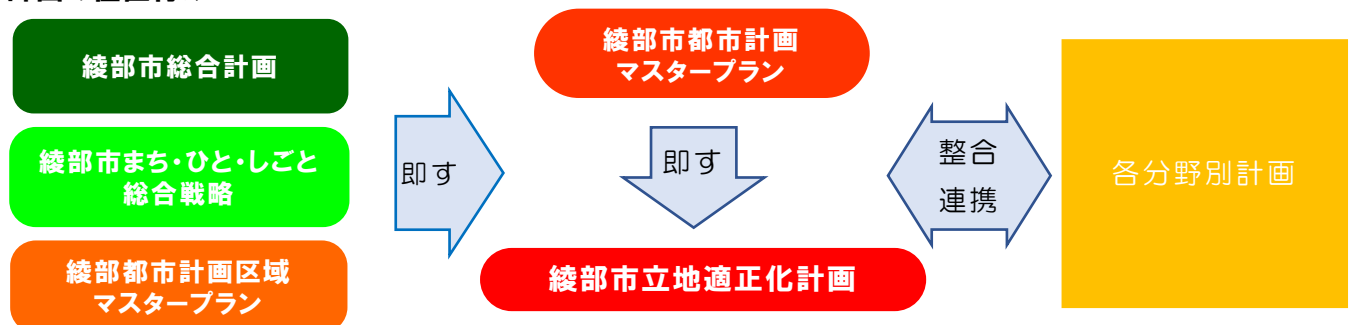 綾部市総合計画
綾部市まち・ひと・しごと
総合戦略
綾部都市計画区域
マスタープラン
即す
綾部市都市計画
マスタープラン
即す
綾部市立地適正化計画
整合
連携
各分野別計画